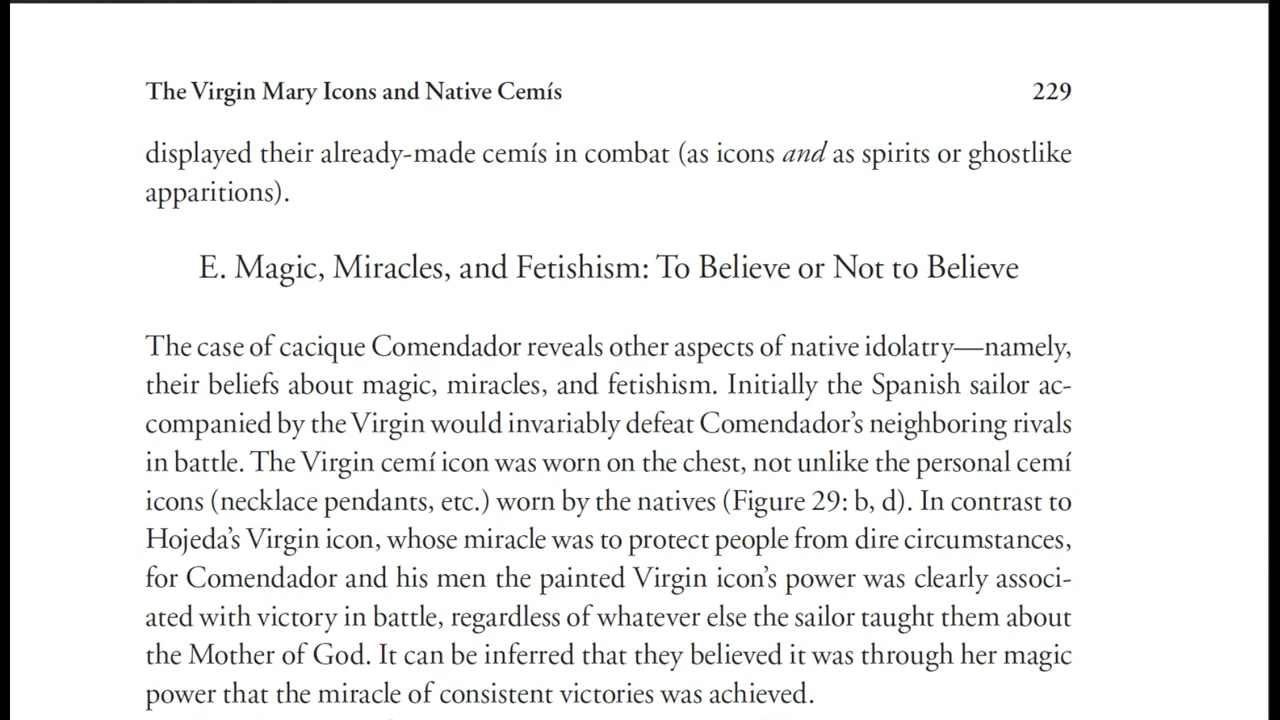 The Virgin Mary Icons and Native Cemís 229
displayed their already-made cemís in combat (as icons and as spirits or ghostlike
apparitions).
E. Magic, Miracles, and Fetishism: To Believe or Not to Believe
The case of cacique Comendador reveals other aspects of native idolatry—namely,
their beliefs about magic, miracles, and fetishism. Initially the Spanish sailor ac-
companied by the Virgin would invariably defeat Comendador’s neighboring rivals
in battle. The Virgin cemí icon was worn on the chest, not unlike the personal cemí
icons (necklace pendants, etc.) worn by the natives (Figure 29: b, d). In contrast to
Hojeda’s Virgin icon, whose miracle was to protect people from dire circumstances,
for Comendador and his men the painted Virgin icon’s power was clearly associ-
ated with victory in battle, regardless of whatever else the sailor taught them about
the Mother of God. It can be inferred that they believed it was through her magic
power that the miracle of consistent victories was achieved.